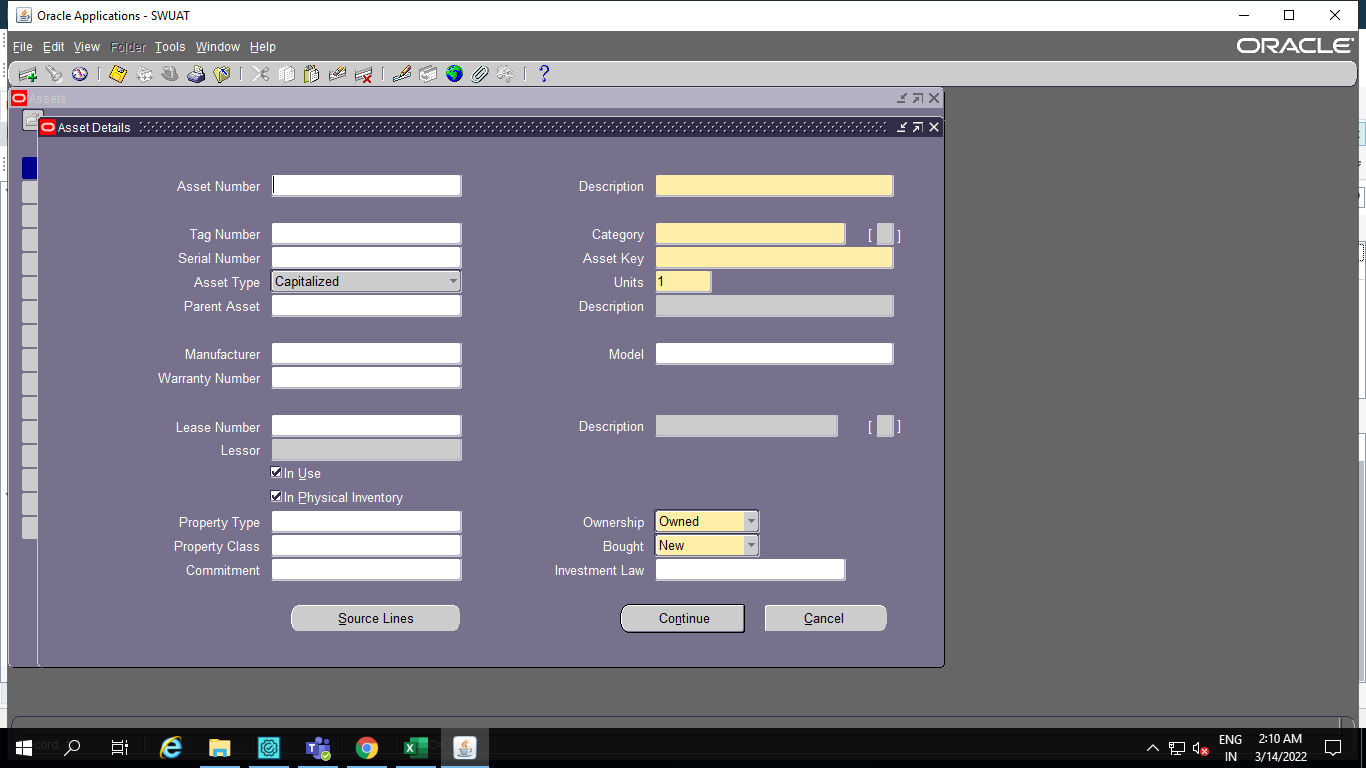 Oracle Applications - SWUAT
File Edit View Folder Tools Window Help
ORACLE
Assets
Asset Details
Asset Number
Description
Tag Number
Category
[ ]
Serial Number
Asset Key
Asset Type Capitalized
Units 1
Parent Asset
Description
Manufacturer
Model
Warranty Number
Lease Number
Description
[ ]
Lessor
In Use
In Physical Inventory
Property Type
Ownership Owned
Property Class
Bought New
Commitment
Investment Law
Source Lines
Continue
Cancel
ENG
IN
2:10 AM
3/14/2022